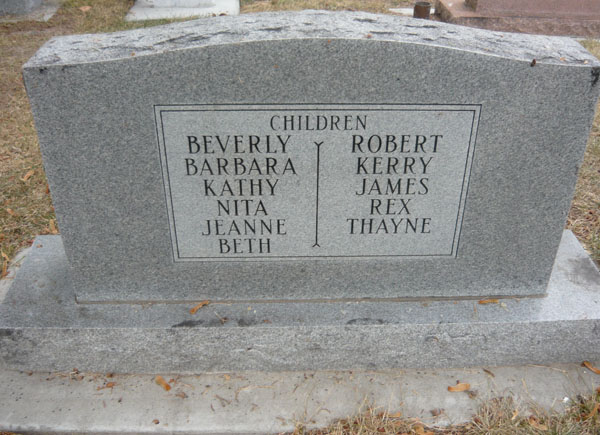 CHILDREN
BEVERLY
BARBARA
KATHY
NITA
JEANNE
BETH
ROBERT
KERRY
JAMES
REX
THAYNE